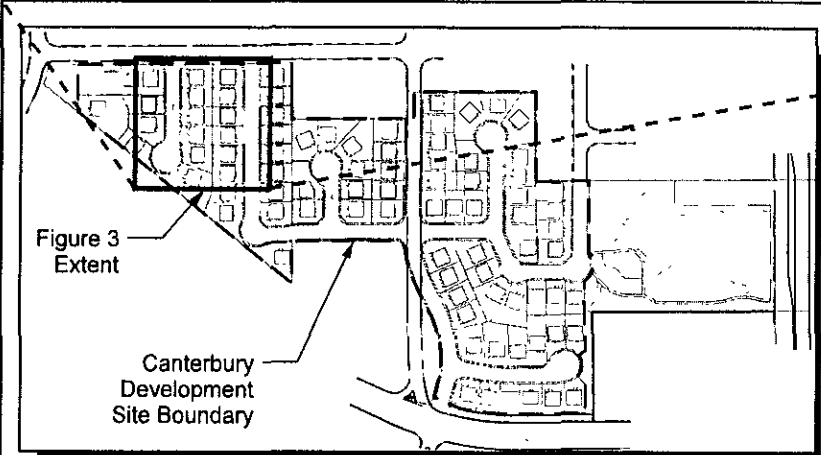 Figure 3
Extent
Canterbury
Development
Site Boundary